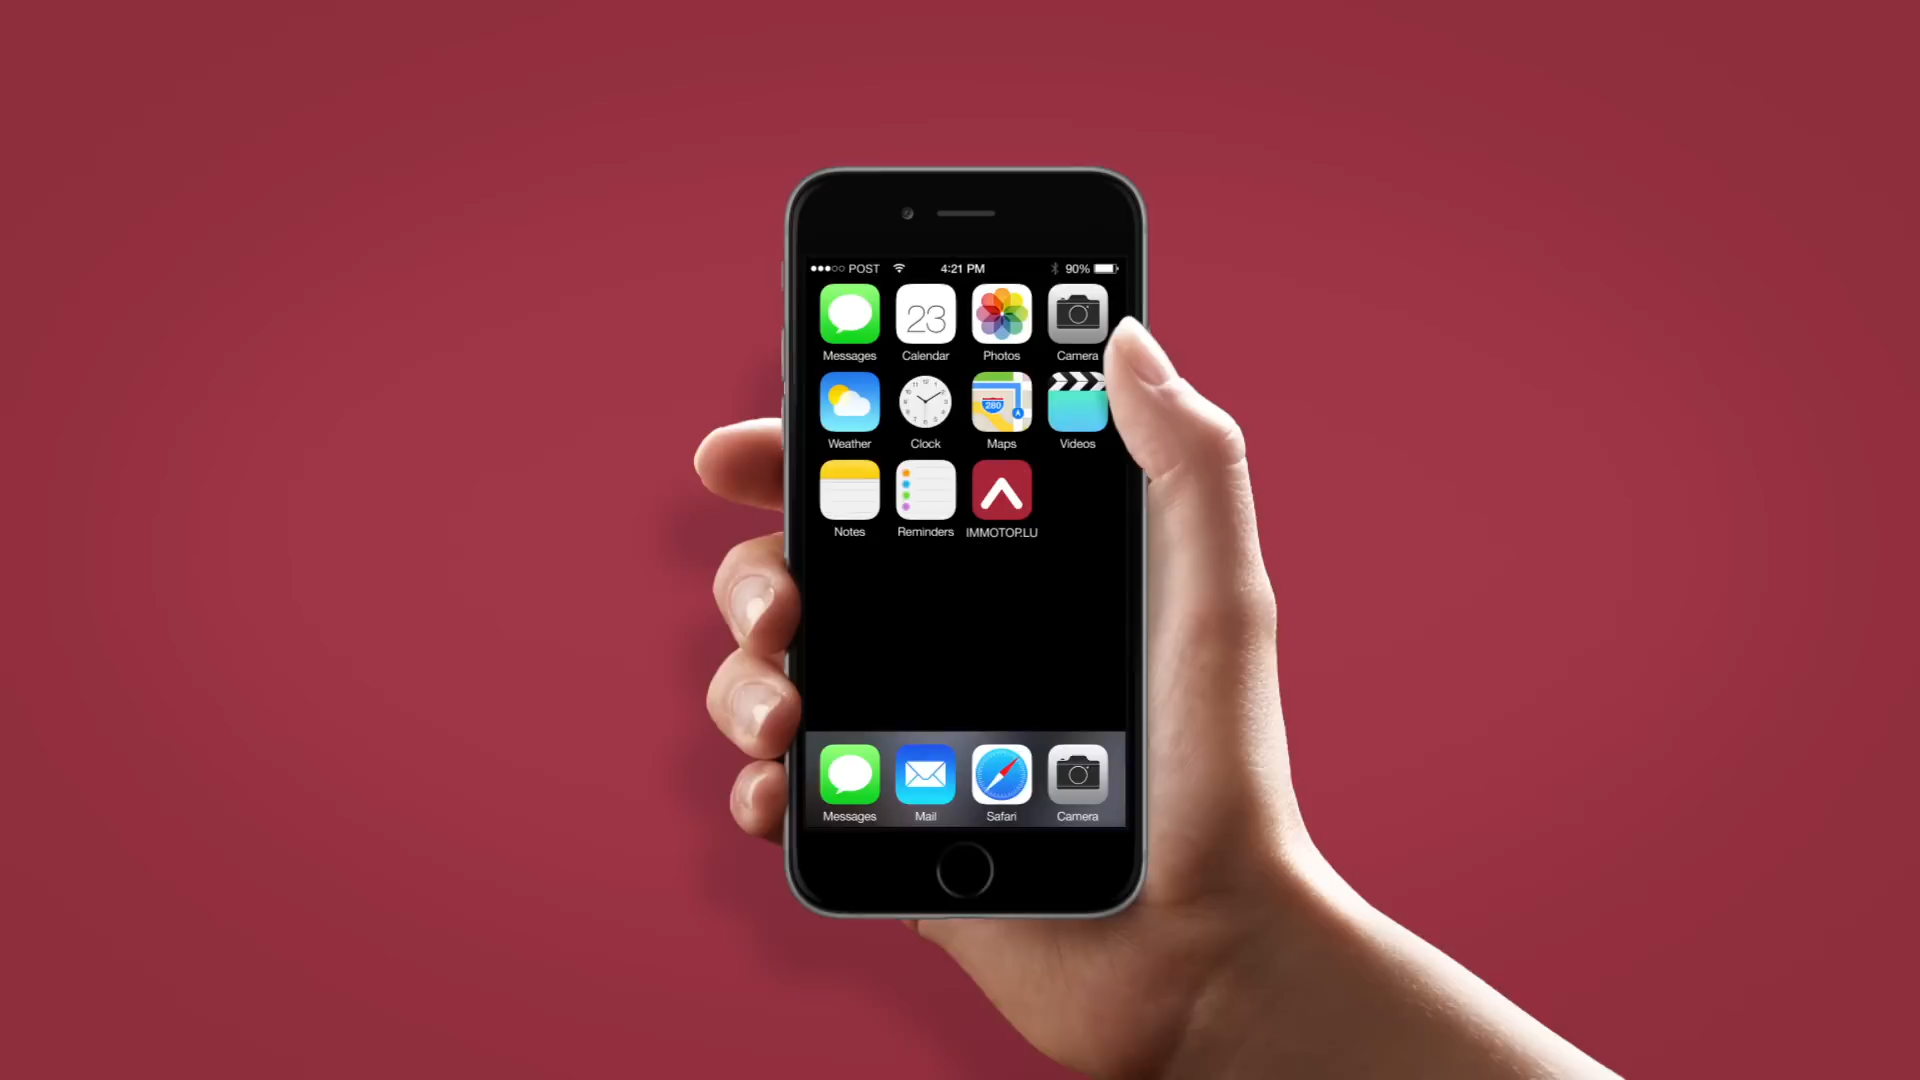 POST 4:21 PM 90%
23
Messages Calendar Photos Camera
280
Weather Clock Maps Videos
Notes Reminders IMMOTOP.LU
Messages Mail Safari Camera